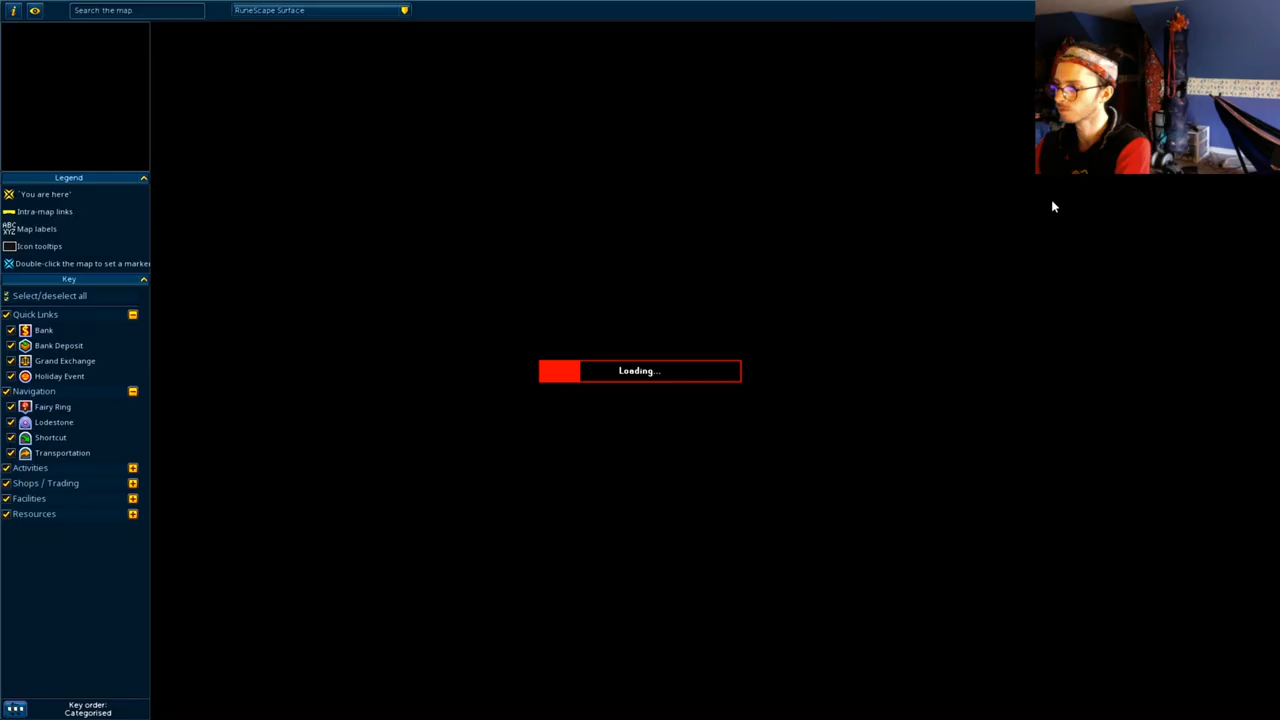 Search the map
RuneScape Surface
Legend
'You are here'
Intra-map links
ABC
XYZ
Map labels
Icon tooltips
Double-click the map to set a marker
Key
Select/deselect all
Quick Links
Bank
Bank Deposit
Grand Exchange
Holiday Event
Navigation
Fairy Ring
Lodestone
Shortcut
Transportation
Activities
Shops / Trading
Facilities
Resources
Loading...
Key order:
Categorised